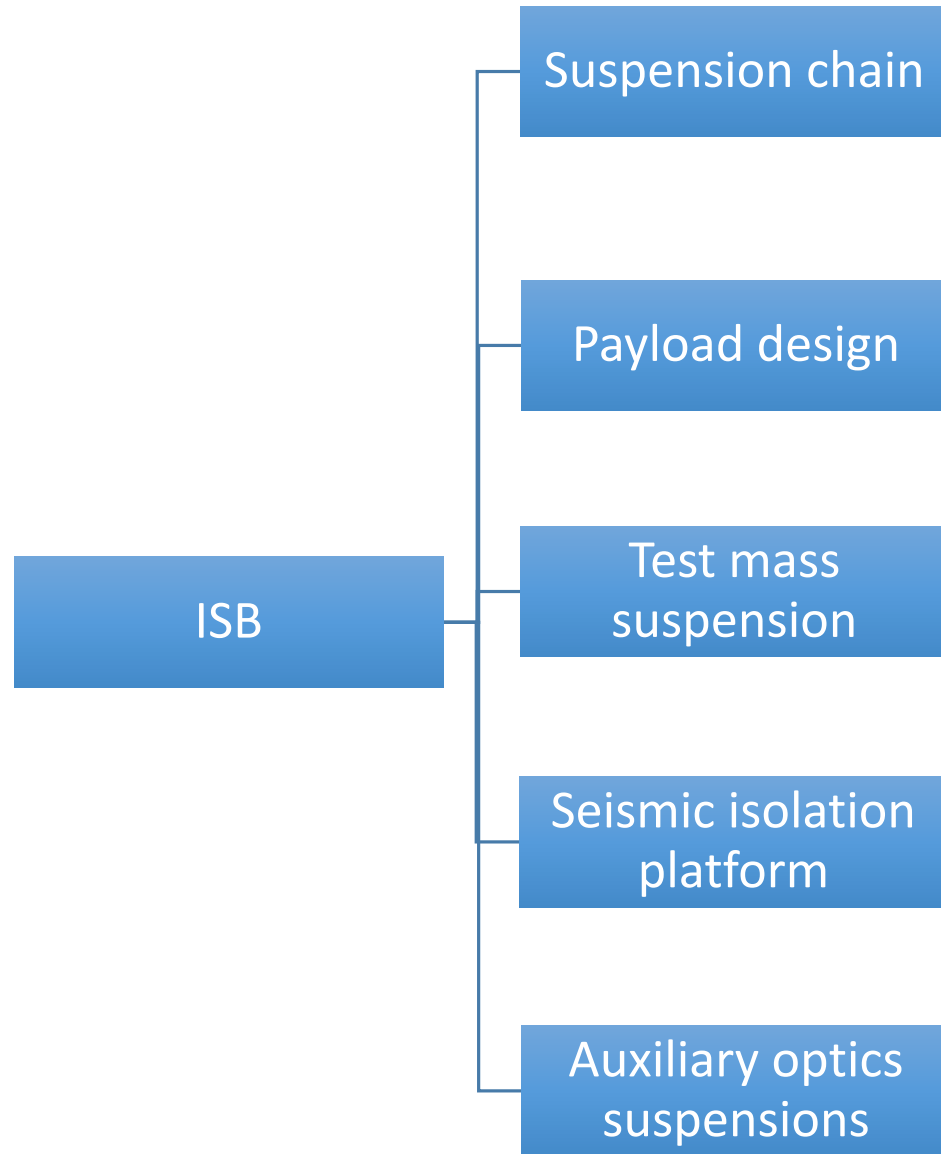 Suspension chain
Payload design
Test mass
suspension
ISB
Seismic isolation
platform
Auxiliary optics
suspensions